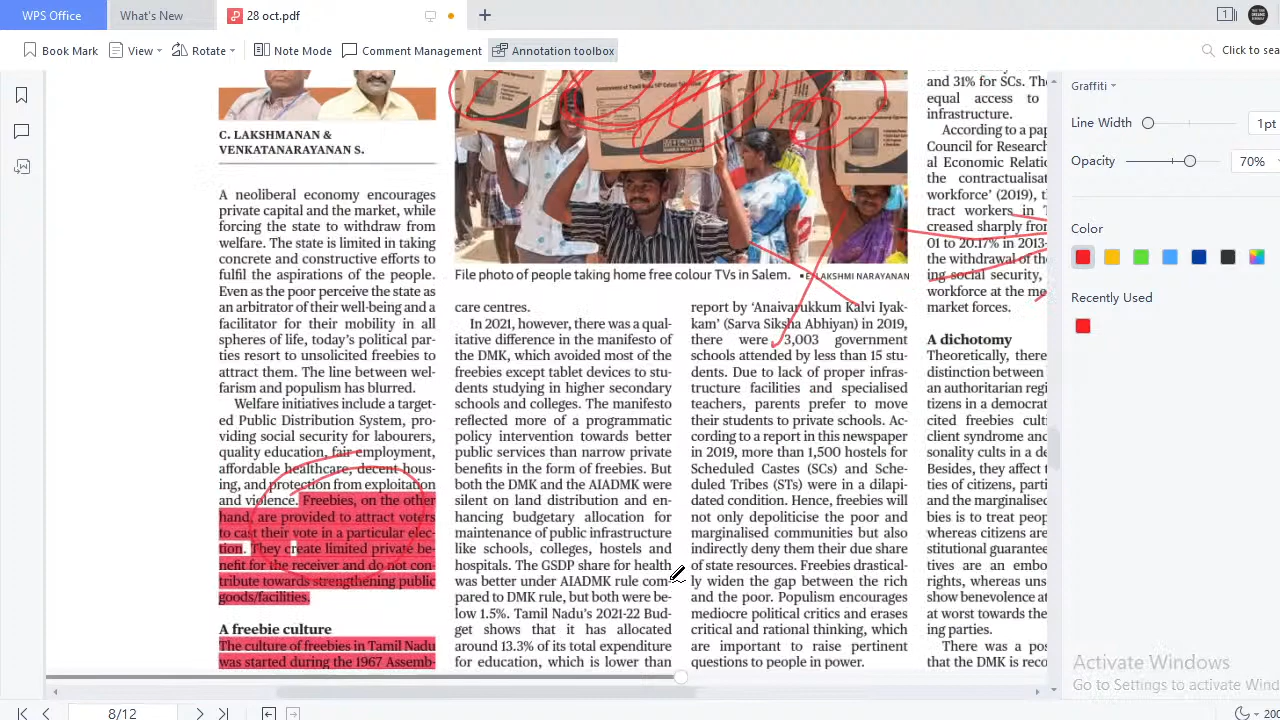 WPS Office
What's New
28 oct.pdf
1
Book Mark
View
Rotate
Note Mode
Comment Management
Annotation toolbox
Click to sea
C. LAKSHMANAN &
VENKATANARAYANAN S.
A neoliberal economy encourages
private capital and the market, while
forcing the state to withdraw from
welfare. The state is limited in taking
concrete and constructive efforts to
fulfil the aspirations of the people.
Even as the poor perceive the state as
an arbitrator of their well-being and a
facilitator for their mobility in all
spheres of life, today's political par-
ties resort to unsolicited freebies to
attract them. The line between wel-
farism and populism has blurred.
Welfare initiatives include a target-
ed Public Distribution System, pro-
viding social security for labourers,
quality education, fair employment,
affordable healthcare, decent hous-
ing, and protection from exploitation
and violence. Freebies, on the other
hand, are provided to attract voters
to cast their vote in a particular elec-
tion. They create limited private be-
nefit for the receiver and do not con-
tribute towards strengthening public
goods/facilities.
A freebie culture
The culture of freebies in Tamil Nadu
was started during the 1967 Assemb-
File photo of people taking home free colour TVs in Salem. • E. LAKSHMI NARAYANAN
care centres.
In 2021, however, there was a qual-
itative difference in the manifesto of
the DMK, which avoided most of the
freebies except tablet devices to stu-
dents studying in higher secondary
schools and colleges. The manifesto
reflected more of a programmatic
policy intervention towards better
public services than narrow private
benefits in the form of freebies. But
both the DMK and the AIADMK were
silent on land distribution and en-
hancing budgetary allocation for
maintenance of public infrastructure
like schools, colleges, hostels and
hospitals. The GSDP share for health
was better under AIADMK rule com-
pared to DMK rule, but both were be-
low 1.5%. Tamil Nadu's 2021-22 Bud-
get shows that it has allocated
around 13.3% of its total expenditure
for education, which is lower than
report by 'Anaivarukkum Kalvi Iyak-
kam' (Sarva Siksha Abhiyan) in 2019,
there were 3,003 government
schools attended by less than 15 stu-
dents. Due to lack of proper infras-
tructure facilities and specialised
teachers, parents prefer to move
their students to private schools. Ac-
cording to a report in this newspaper
in 2019, more than 1,500 hostels for
Scheduled Castes (SCs) and Sche-
duled Tribes (STs) were in a dilapi-
dated condition. Hence, freebies will
not only depoliticise the poor and
marginalised communities but also
indirectly deny them their due share
of state resources. Freebies drastical-
ly widen the gap between the rich
and the poor. Populism encourages
mediocre political critics and erases
critical and rational thinking, which
are important to raise pertinent
questions to people in power.
and 31% for SCs. The
equal access to
infrastructure.
According to a pap
Council for Research
al Economic Relatio
the contractualisat
workforce' (2019), t
tract workers in T
creased sharply from
01 to 20.17% in 2013-
the withdrawal of the
ing social security,
workforce at the me
market forces.
A dichotomy
Theoretically, there
distinction between
an authoritarian regi
tizens in a democrat
cited freebies culti
client syndrome and
sonality cults in a de
Besides, they affect t
ties of citizens, parti
and the marginalised
bies is to treat peop
whereas citizens are
stitutional guarantee
tives are an embo
rights, whereas uns
show benevolence at
at worst towards the
ing parties.
There was a pos
that the DMK is reco
Graffiti
Line Width
1pt
Opacity
70%
Color
Recently Used
Activate Windows
Go to Settings to activate Wind
8/12
200